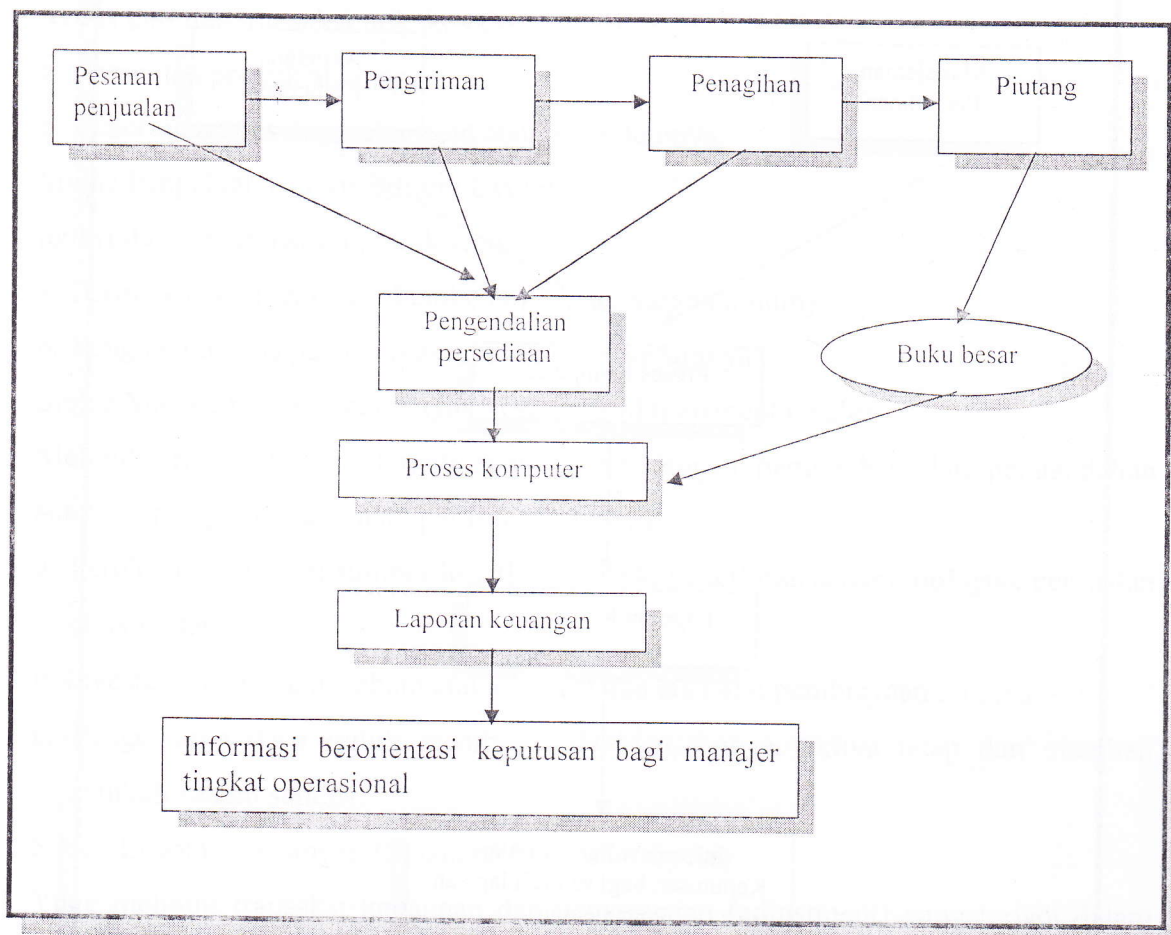 Pesanan
penjualan
Pengiriman
Penagihan
Piutang
Pengendalian
persediaan
Buku besar
Proses komputer
Laporan keuangan
Informasi berorientasi keputusan bagi manajer
tingkat operasional